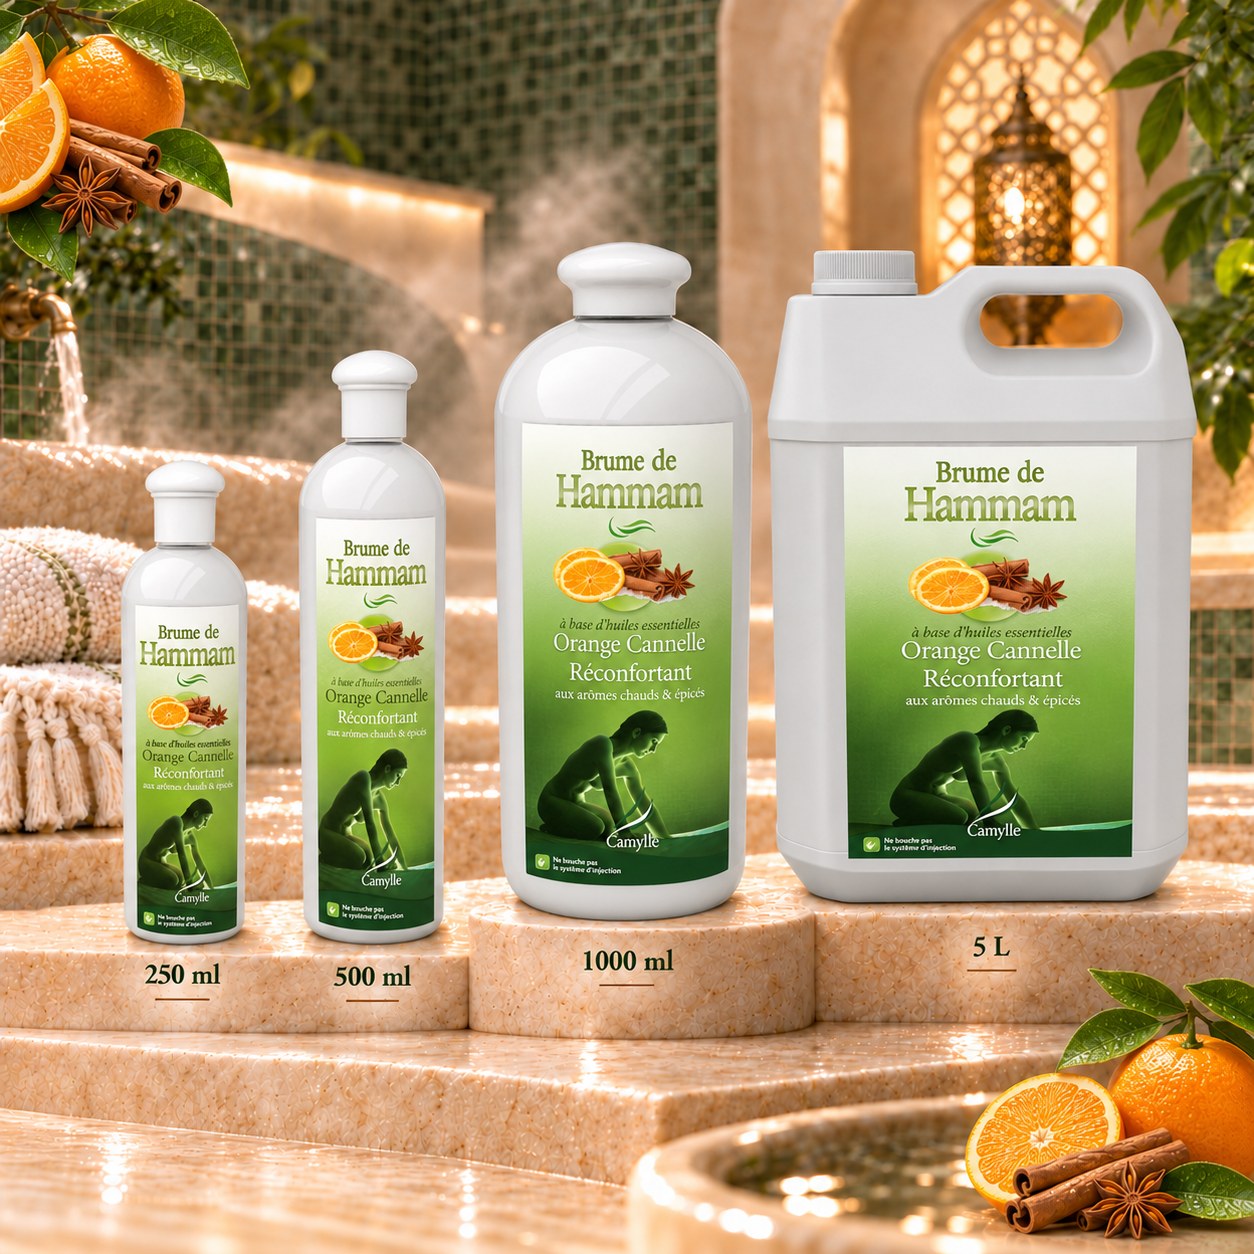 Brume de
Hammam
à base d'huiles essentielles
Orange Cannelle
Réconfortant
aux arômes chauds & épicés
Camylle
Ne bouche pas
le système d'injection
250 ml
Brume de
Hammam
à base d'huiles essentielles
Orange Cannelle
Réconfortant
aux arômes chauds & épicés
Camylle
Ne bouche pas
le système d'injection
500 ml
Brume de
Hammam
à base d'huiles essentielles
Orange Cannelle
Réconfortant
aux arômes chauds & épicés
Camylle
Ne bouche pas
le système d'injection
1000 ml
Brume de
Hammam
à base d'huiles essentielles
Orange Cannelle
Réconfortant
aux arômes chauds & épicés
Camylle
Ne bouche pas
le système d'injection
5 L